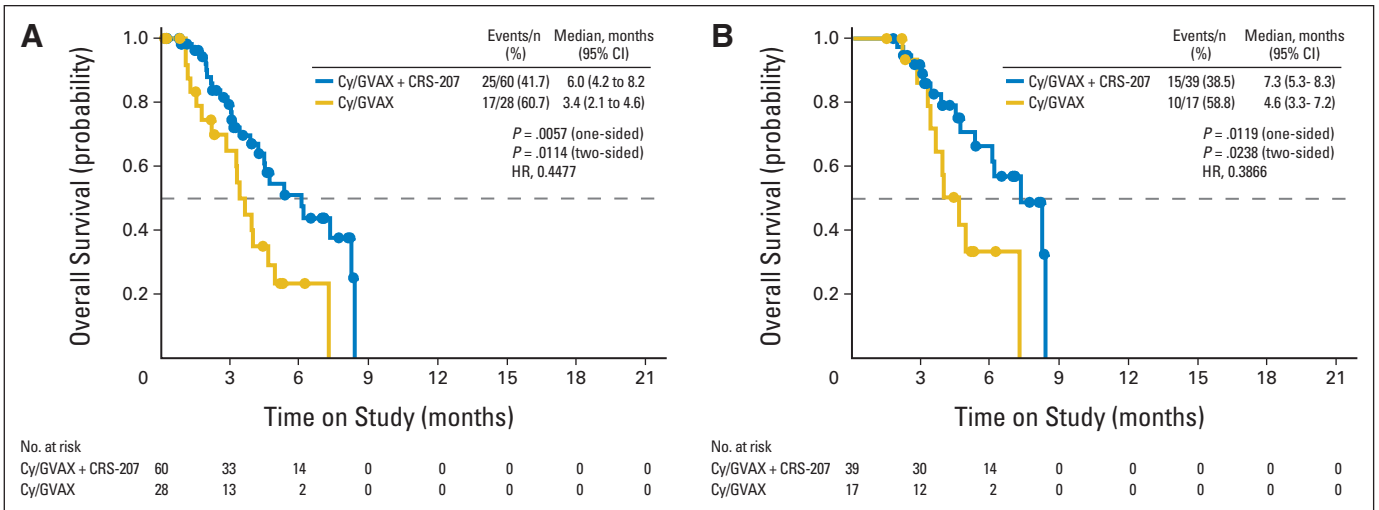 A
Overall Survival (probability)
1.0
0.8
0.6
0.4
0.2
Events/n Median, months
(%) (95% CI)
Cy/GVAX + CRS-207 25/60 (41.7) 6.0 (4.2 to 8.2
Cy/GVAX 17/28 (60.7) 3.4 (2.1 to 4.6)
P = .0057 (one-sided)
P = .0114 (two-sided)
HR, 0.4477
0 3 6 9 12 15 18 21
Time on Study (months)
No. at risk
Cy/GVAX + CRS-207 60 33 14 0 0 0 0 0
Cy/GVAX 28 13 2 0 0 0 0 0
B
Overall Survival (probability)
1.0
0.8
0.6
0.4
0.2
Events/n Median, months
(%) (95% CI)
Cy/GVAX + CRS-207 15/39 (38.5) 7.3 (5.3- 8.3)
Cy/GVAX 10/17 (58.8) 4.6 (3.3- 7.2)
P = .0119 (one-sided)
P = .0238 (two-sided)
HR, 0.3866
0 3 6 9 12 15 18 21
Time on Study (months)
No. at risk
Cy/GVAX + CRS-207 39 30 14 0 0 0 0 0
Cy/GVAX 17 12 2 0 0 0 0 0